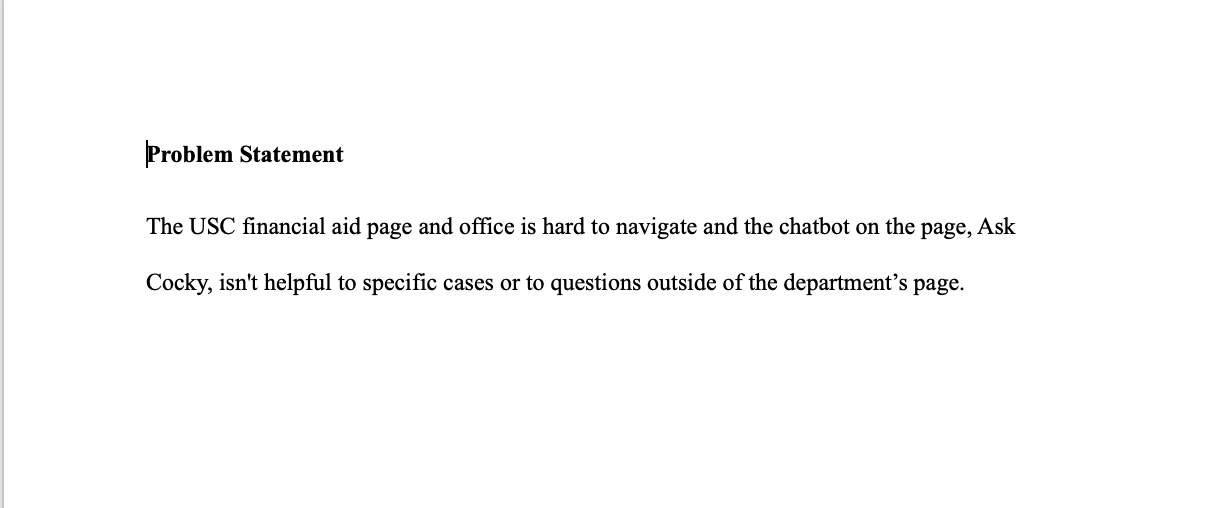 Problem Statement
The USC financial aid page and office is hard to navigate and the chatbot on the page, Ask
Cocky, isn't helpful to specific cases or to questions outside of the department’s page.